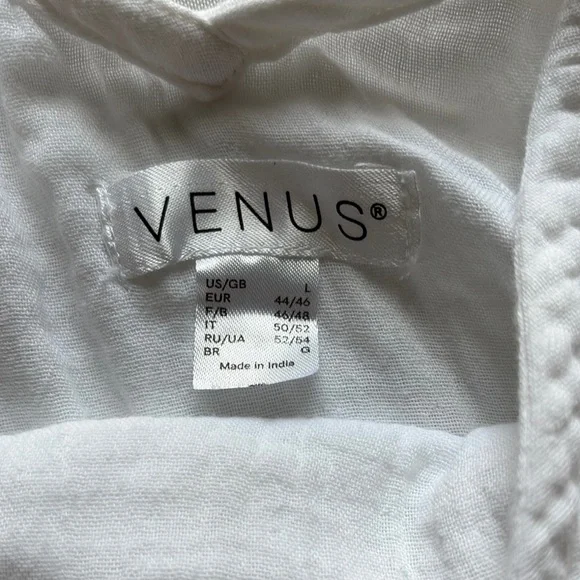 VENUS®
US/GB L
EUR 44/46
F/B 46/48
IT 50/52
RU/UA 52/54
BR G
Made in India